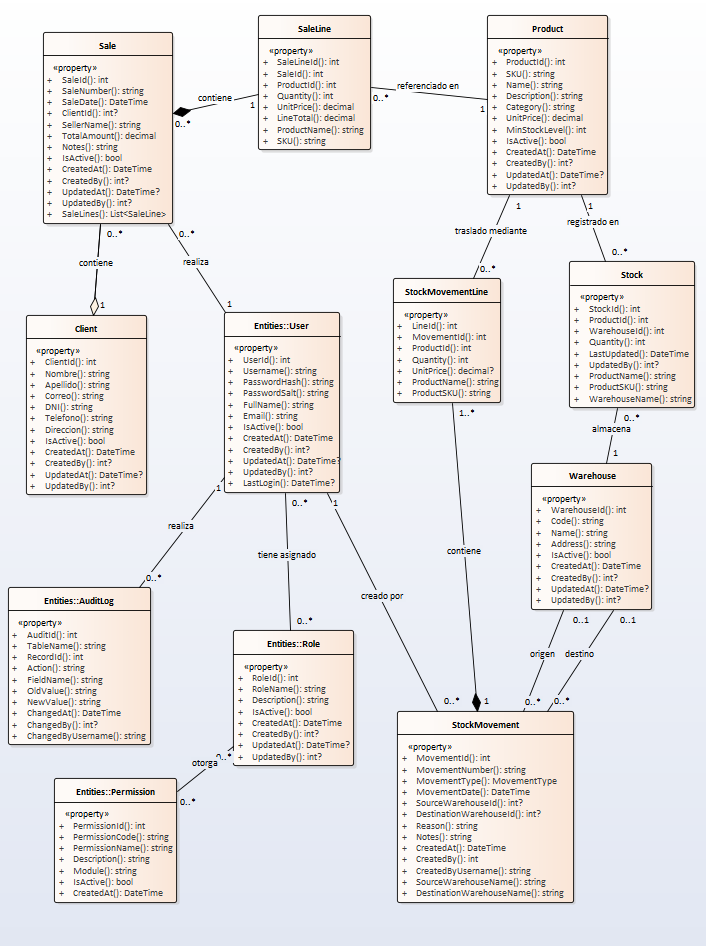 Sale
«property»
+ SaleId(): int
+ SaleNumber(): string
+ SaleDate(): DateTime
+ ClientId(): int?
+ SellerName(): string
+ TotalAmount(): decimal
+ Notes(): string
+ IsActive(): bool
+ CreatedAt(): DateTime
+ CreatedBy(): int?
+ UpdatedAt(): DateTime?
+ UpdatedBy(): int?
+ SaleLines(): List<SaleLine>
SaleLine
«property»
+ SaleLineId(): int
+ SaleId(): int
+ ProductId(): int
+ Quantity(): int
+ UnitPrice(): decimal
+ LineTotal(): decimal
+ ProductName(): string
+ SKU(): string
Product
«property»
+ ProductId(): int
+ SKU(): string
+ Name(): string
+ Description(): string
+ Category(): string
+ UnitPrice(): decimal
+ MinStockLevel(): int
+ IsActive(): bool
+ CreatedAt(): DateTime
+ CreatedBy(): int?
+ UpdatedAt(): DateTime?
+ UpdatedBy(): int?
contiene
0..*
1
referenciado en
0..*
1
0..*
contiene
1
0..*
realiza
1
1
traslado mediante
0..*
1
registrado en
0..*
Client
«property»
+ ClientId(): int
+ Nombre(): string
+ Apellido(): string
+ Correo(): string
+ DNI(): string
+ Telefono(): string
+ Direccion(): string
+ IsActive(): bool
+ CreatedAt(): DateTime
+ CreatedBy(): int?
+ UpdatedAt(): DateTime?
+ UpdatedBy(): int?
Entities::User
«property»
+ UserId(): int
+ Username(): string
+ PasswordHash(): string
+ PasswordSalt(): string
+ FullName(): string
+ Email(): string
+ IsActive(): bool
+ CreatedAt(): DateTime
+ CreatedBy(): int?
+ UpdatedAt(): DateTime?
+ UpdatedBy(): int?
+ LastLogin(): DateTime?
StockMovementLine
«property»
+ LineId(): int
+ MovementId(): int
+ ProductId(): int
+ Quantity(): int
+ UnitPrice(): decimal?
+ ProductName(): string
+ ProductSKU(): string
Stock
«property»
+ StockId(): int
+ ProductId(): int
+ WarehouseId(): int
+ Quantity(): int
+ LastUpdated(): DateTime
+ UpdatedBy(): int?
+ ProductName(): string
+ ProductSKU(): string
+ WarehouseName(): string
0..*
almacena
1
Warehouse
«property»
+ WarehouseId(): int
+ Code(): string
+ Name(): string
+ Address(): string
+ IsActive(): bool
+ CreatedAt(): DateTime
+ CreatedBy(): int?
+ UpdatedAt(): DateTime?
+ UpdatedBy(): int?
1
realiza
0..*
0..*
tiene asignado
0..*
1
creado por
0..*
1..*
contiene
1
0..1
origen
0..*
0..1
destino
0..*
Entities::AuditLog
«property»
+ AuditId(): int
+ TableName(): string
+ RecordId(): int
+ Action(): string
+ FieldName(): string
+ OldValue(): string
+ NewValue(): string
+ ChangedAt(): DateTime
+ ChangedBy(): int?
+ ChangedByUsername(): string
Entities::Role
«property»
+ RoleId(): int
+ RoleName(): string
+ Description(): string
+ IsActive(): bool
+ CreatedAt(): DateTime
+ CreatedBy(): int?
+ UpdatedAt(): DateTime?
+ UpdatedBy(): int?
0..*
otorga
0..*
Entities::Permission
«property»
+ PermissionId(): int
+ PermissionCode(): string
+ PermissionName(): string
+ Description(): string
+ Module(): string
+ IsActive(): bool
+ CreatedAt(): DateTime
StockMovement
«property»
+ MovementId(): int
+ MovementNumber(): string
+ MovementType(): MovementType
+ MovementDate(): DateTime
+ SourceWarehouseId(): int?
+ DestinationWarehouseId(): int?
+ Reason(): string
+ Notes(): string
+ CreatedAt(): DateTime
+ CreatedBy(): int
+ CreatedByUsername(): string
+ SourceWarehouseName(): string
+ DestinationWarehouseName(): string